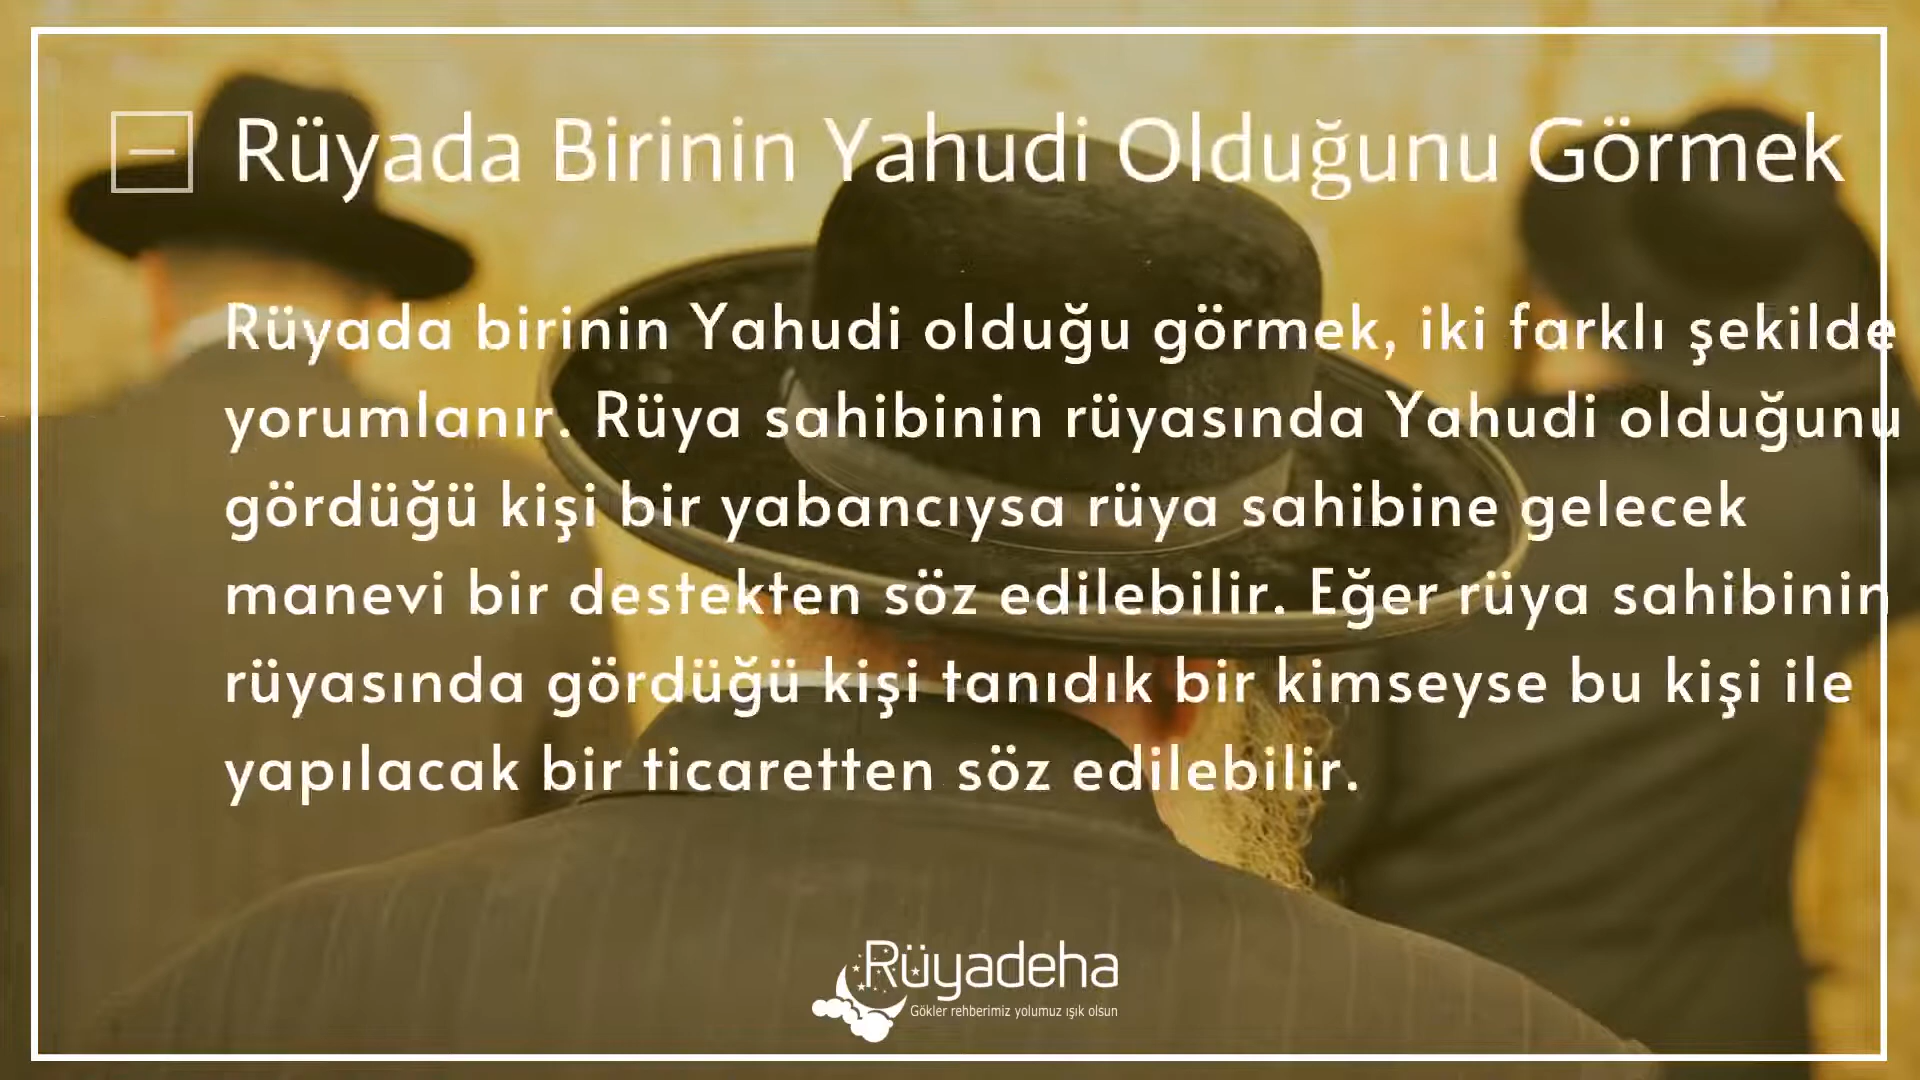 Rüyada Birinin Yahudi Olduğunu Görmek
Rüyada birinin Yahudi olduğu görmek, iki farklı şekilde
yorumlanır. Rüya sahibinin rüyasında Yahudi olduğunu
gördüğü kişi bir yabancıysa rüya sahibine gelecek
manevi bir destekten söz edilebilir. Eğer rüya sahibinin
rüyasında gördüğü kişi tanıdık bir kimseyse bu kişi ile
yapılacak bir ticaretten söz edilebilir.
Rüyadeha
Gökler rehberimiz yolumuz ışık olsun